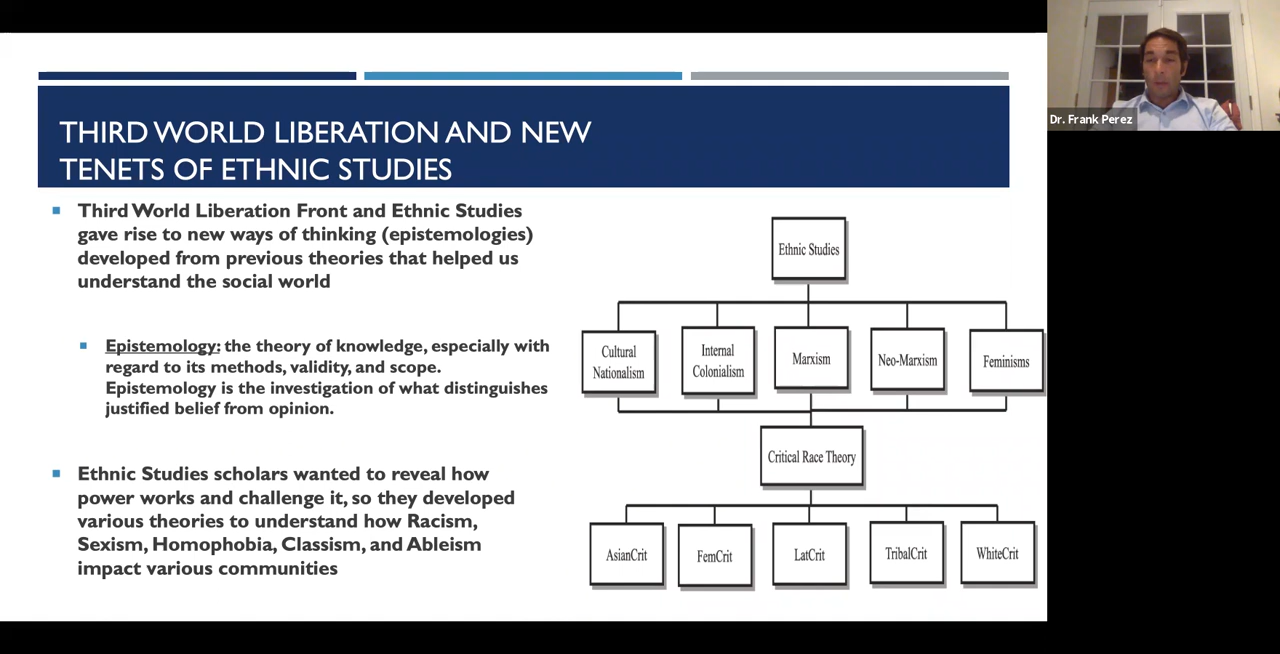 THIRD WORLD LIBERATION AND NEW
TENETS OF ETHNIC STUDIES
Third World Liberation Front and Ethnic Studies
gave rise to new ways of thinking (epistemologies)
developed from previous theories that helped us
understand the social world
Epistemology: the theory of knowledge, especially with
regard to its methods, validity, and scope.
Epistemology is the investigation of what distinguishes
justified belief from opinion.
Ethnic Studies scholars wanted to reveal how
power works and challenge it, so they developed
various theories to understand how Racism,
Sexism, Homophobia, Classism, and Ableism
impact various communities
Ethnic Studies
Cultural
Nationalism
Internal
Colonialism
Marxism
Neo-Marxism
Feminisms
Critical Race Theory
AsianCrit
FemCrit
LatCrit
TribalCrit
WhiteCrit
Dr. Frank Perez